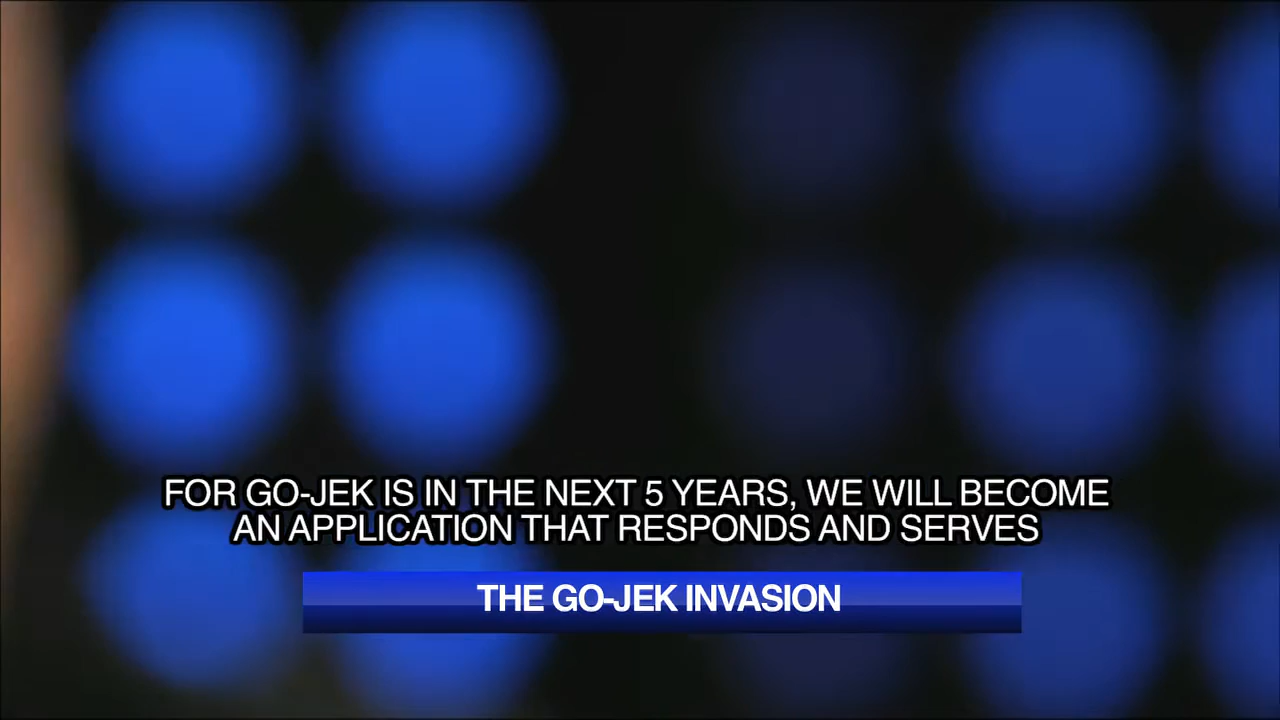 FOR GO-JEK IS IN THE NEXT 5 YEARS, WE WILL BECOME
AN APPLICATION THAT RESPONDS AND SERVES
THE GO-JEK INVASION